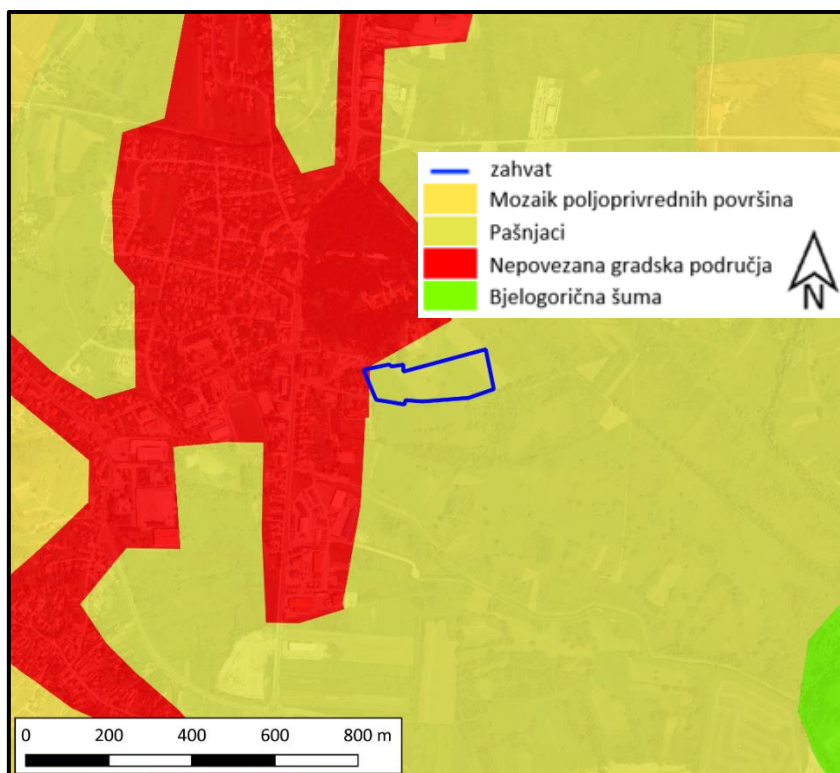 zahvat
Mozaik poljoprivrednih površina
Pašnjaci
Nepovezana gradska područja
Bjelogorična šuma
N
0 200 400 600 800 m